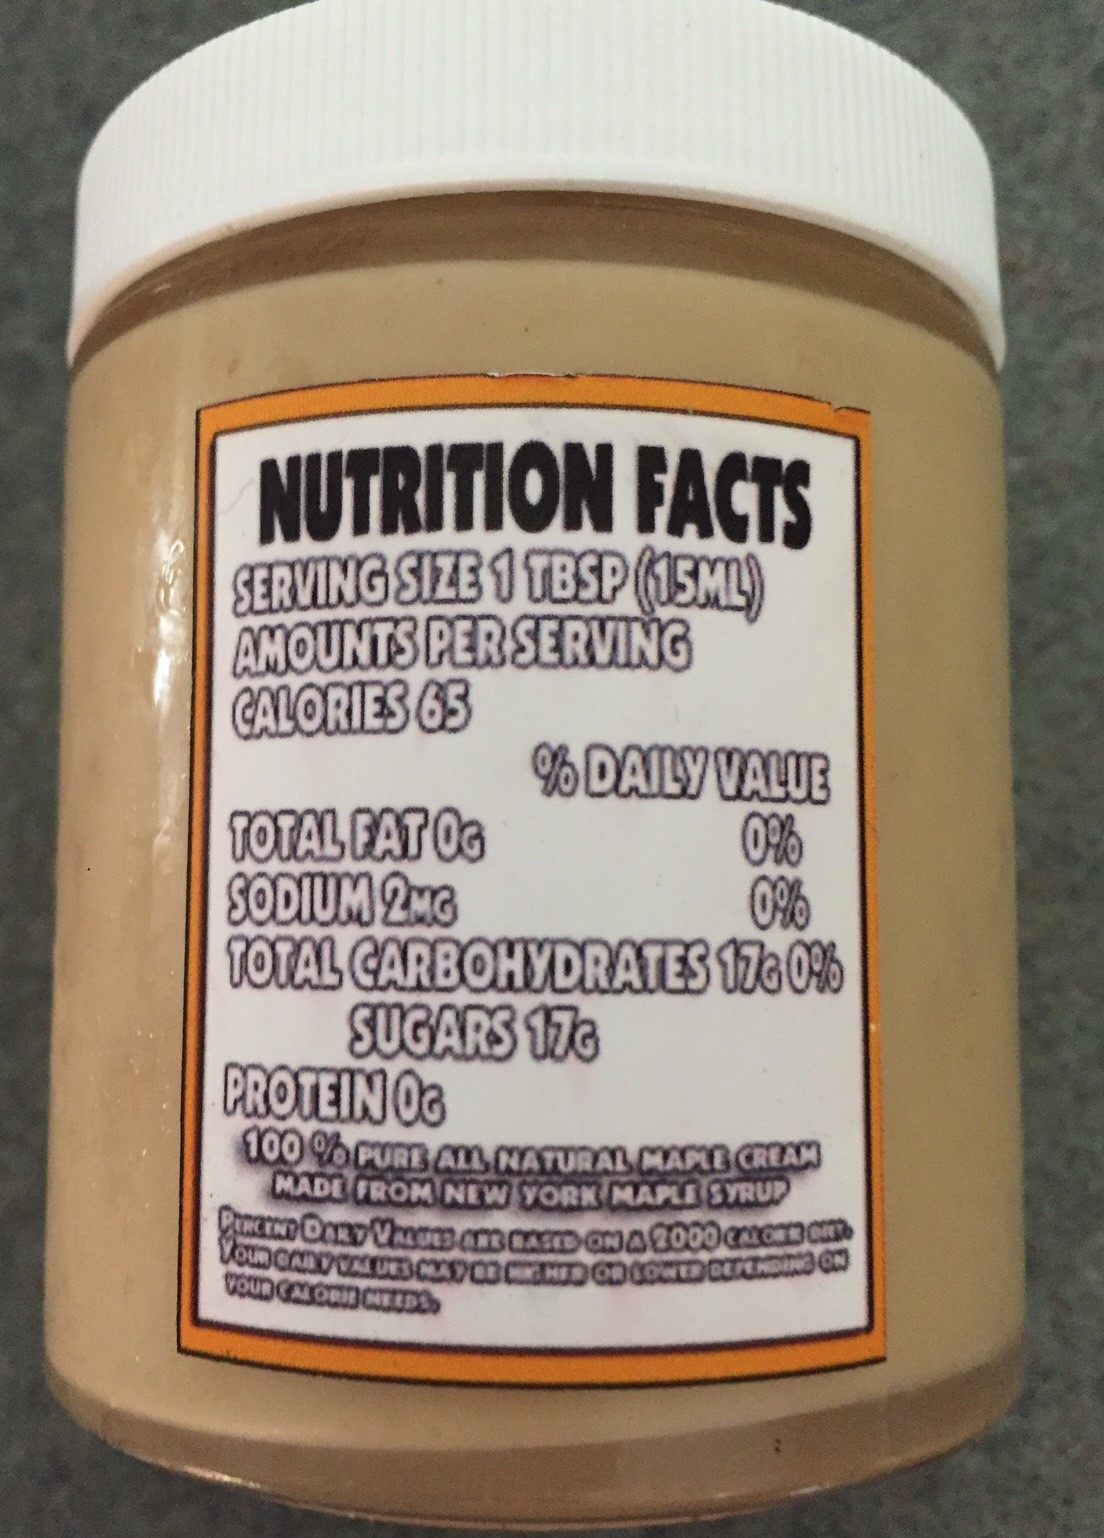 NUTRITION FACTS
SERVING SIZE 1 TBSP (15ML)
AMOUNTS PER SERVING
CALORIES 65
% DAILY VALUE
TOTAL FAT 0G 0%
SODIUM 2MG 0%
TOTAL CARBOHYDRATES 17G 0%
SUGARS 17G
PROTEIN 0G
100 % PURE ALL NATURAL MAPLE CREAM
MADE FROM NEW YORK MAPLE SYRUP
PERCENT DAILY VALUES ARE BASED ON A 2000 CALORIE DIET.
YOUR DAILY VALUES MAY BE HIGHER OR LOWER DEPENDING ON
YOUR CALORIE NEEDS.